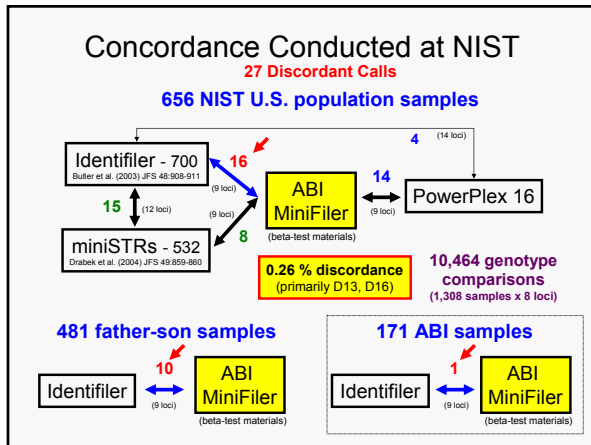 Concordance Conducted at NIST
27 Discordant Calls
656 NIST U.S. population samples
4
(14 loci)
Identifiler - 700
Butler et al. (2003) JFS 48:908-911
16
(9 loci)
ABI
MiniFiler
(beta-test materials)
14
(9 loci)
PowerPlex 16
15
(12 loci)
(9 loci)
8
miniSTRs - 532
Drabek et al. (2004) JFS 49:859-860
0.26 % discordance
(primarily D13, D16)
10,464 genotype
comparisons
(1,308 samples x 8 loci)
481 father-son samples
10
Identifiler
(9 loci)
ABI
MiniFiler
(beta-test materials)
171 ABI samples
1
Identifiler
(9 loci)
ABI
MiniFiler
(beta-test materials)